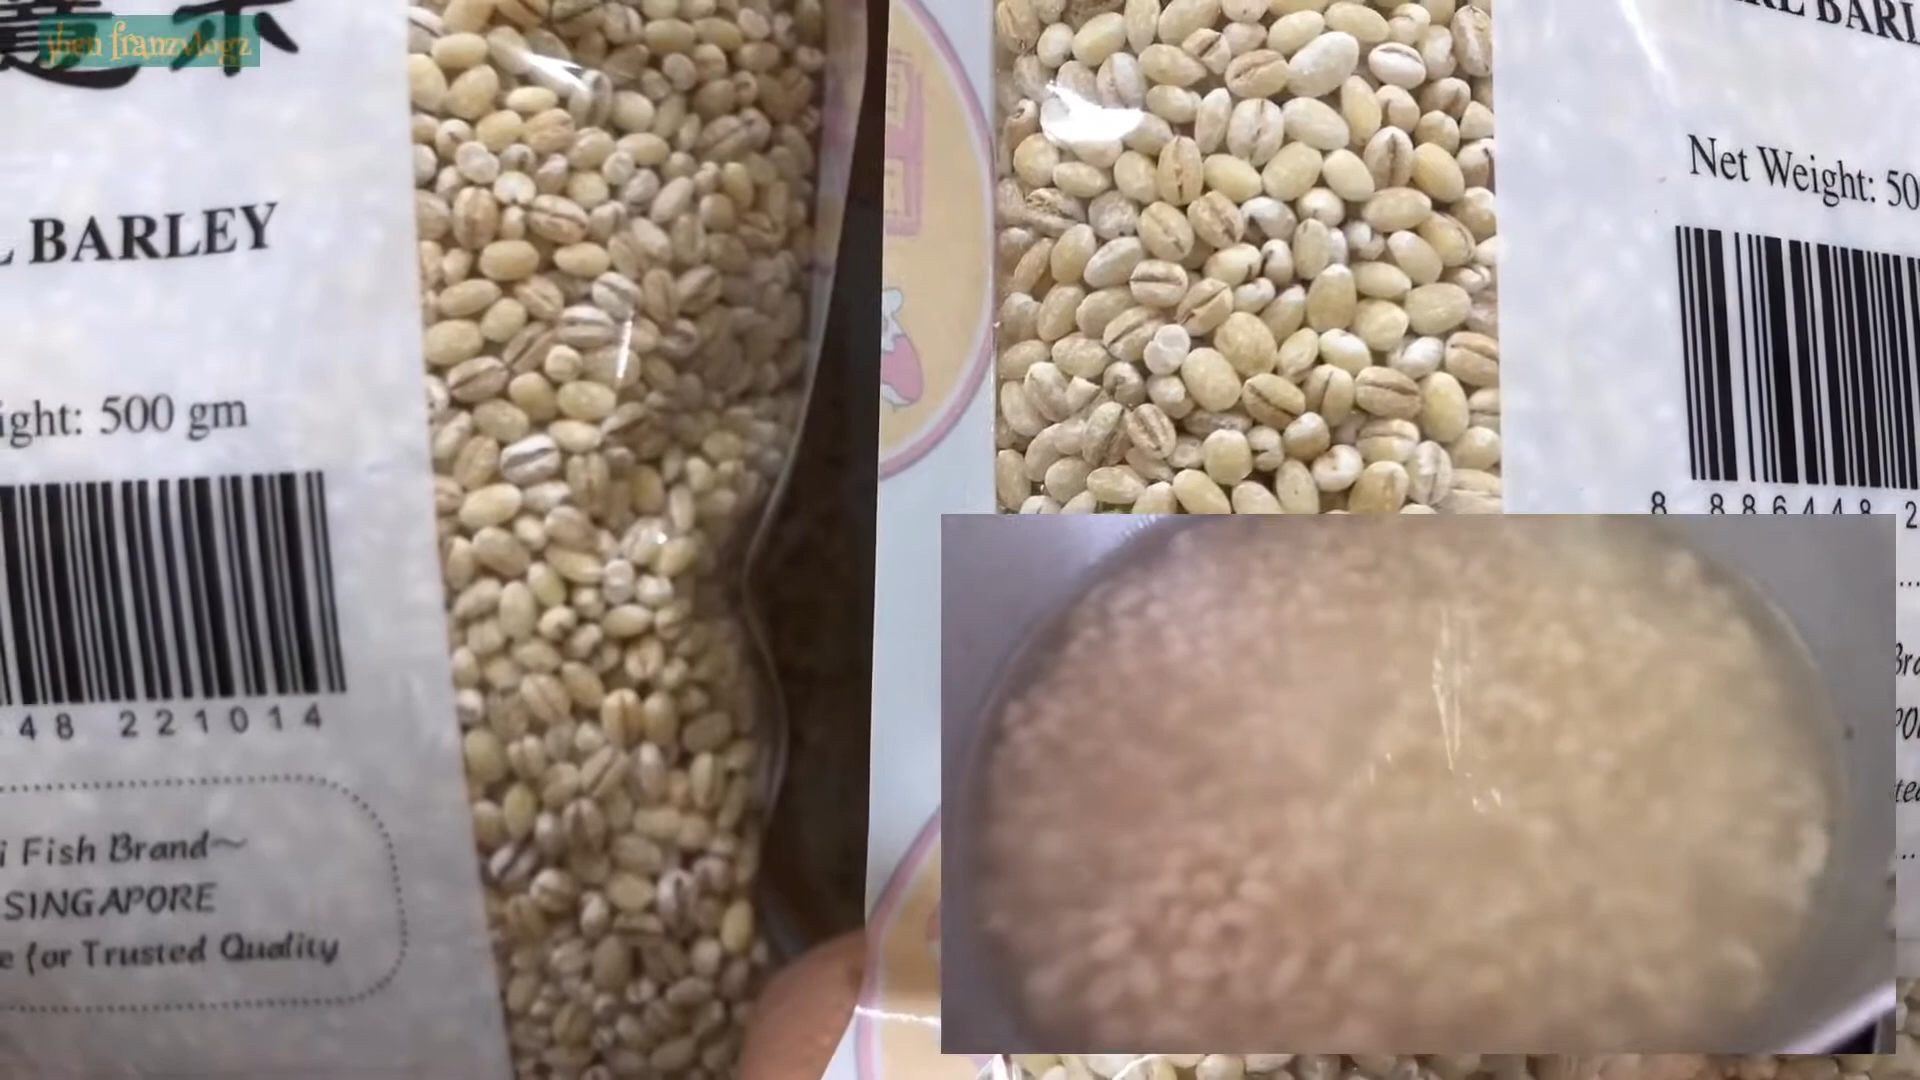 yhen franzvlogz
米
BARLEY
ight: 500 gm
48 221014
i Fish Brand~
SINGAPORE
e for Trusted Quality
BARL
Net Weight: 50
8 886448 2